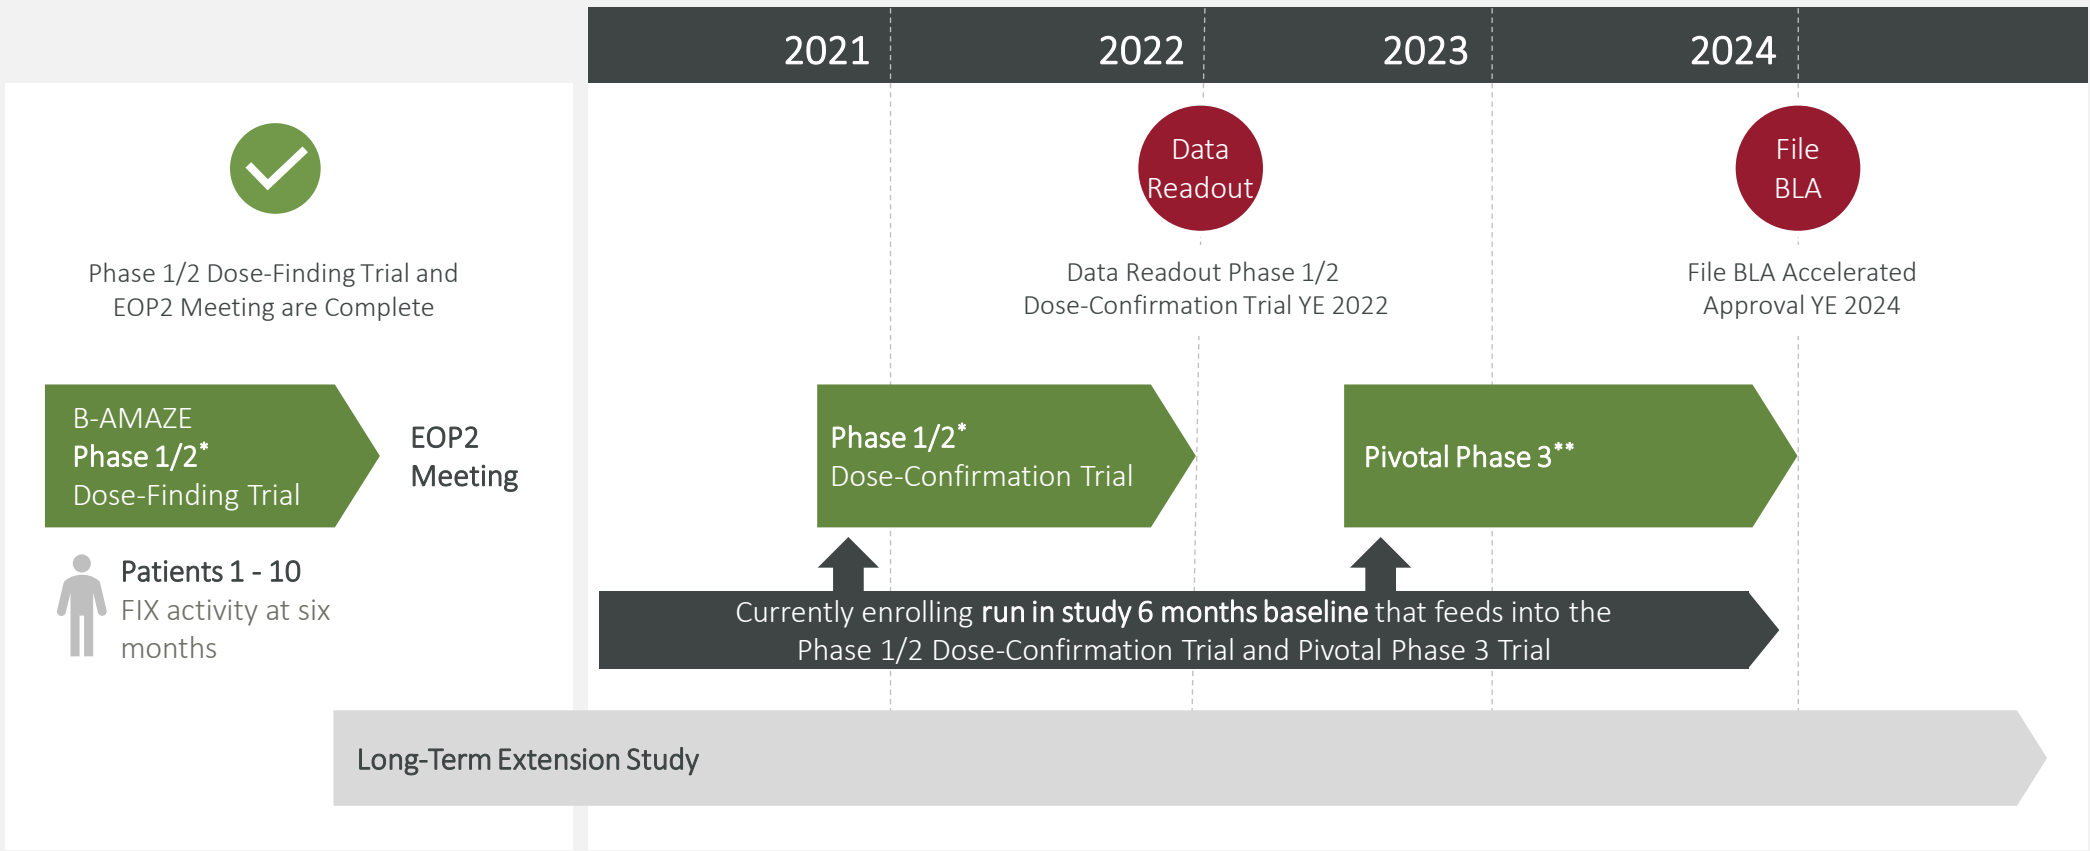 2021
2022
2023
2024
Phase 1/2 Dose-Finding Trial and
EOP2 Meeting are Complete
Data
Readout
Data Readout Phase 1/2
Dose-Confirmation Trial YE 2022
File
BLA
File BLA Accelerated
Approval YE 2024
B-AMAZE
Phase 1/2*
Dose-Finding Trial
EOP2
Meeting
Phase 1/2*
Dose-Confirmation Trial
Pivotal Phase 3**
Patients 1 - 10
FIX activity at six
months
Currently enrolling run in study 6 months baseline that feeds into the
Phase 1/2 Dose-Confirmation Trial and Pivotal Phase 3 Trial
Long-Term Extension Study